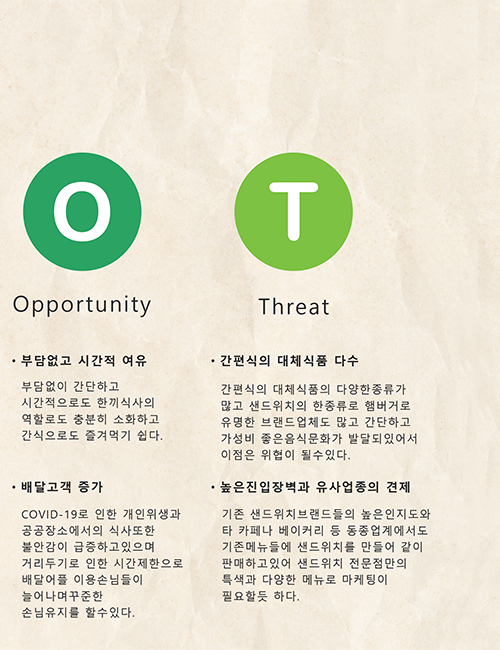 O
Opportunity
• 부담없고 시간적 여유
부담없이 간단하고
시간적으로도 한끼식사의
역할로도 충분히 소화하고
간식으로도 즐겨먹기 쉽다.
• 배달고객 증가
COVID-19로 인한 개인위생과
공공장소에서의 식사또한
불안감이 급증하고있으며
거리두기로 인한 시간제한으로
배달어플 이용손님들이
늘어나며꾸준한
손님유지를 할수있다.
T
Threat
• 간편식의 대체식품 다수
간편식의 대체식품의 다양한종류가
많고 샌드위치의 한종류로 햄버거로
유명한 브랜드업체도 많고 간단하고
가성비 좋은음식문화가 발달되있어서
이점은 위협이 될수있다.
• 높은진입장벽과 유사업종의 견제
기존 샌드위치브랜드들의 높은인지도와
타 카페나 베이커리 등 동종업계에서도
기존메뉴들에 샌드위치를 만들어 같이
판매하고있어 샌드위치 전문점만의
특색과 다양한 메뉴로 마케팅이
필요할듯 하다.